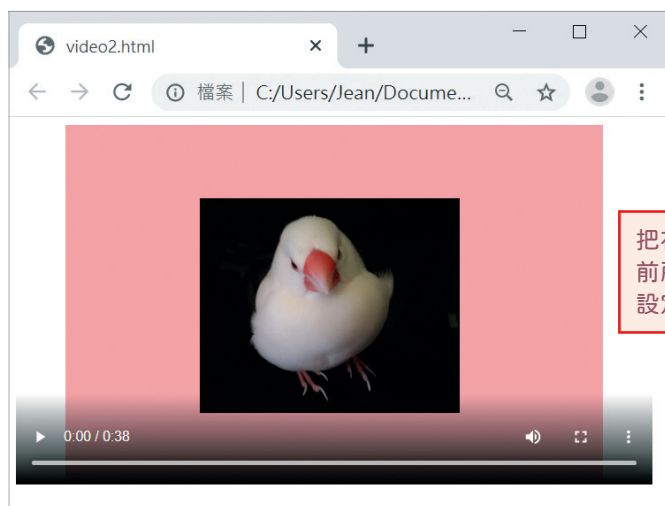 video2.html
檔案 | C:/Users/Jean/Docume...
把
前
設
0:00 / 0:38